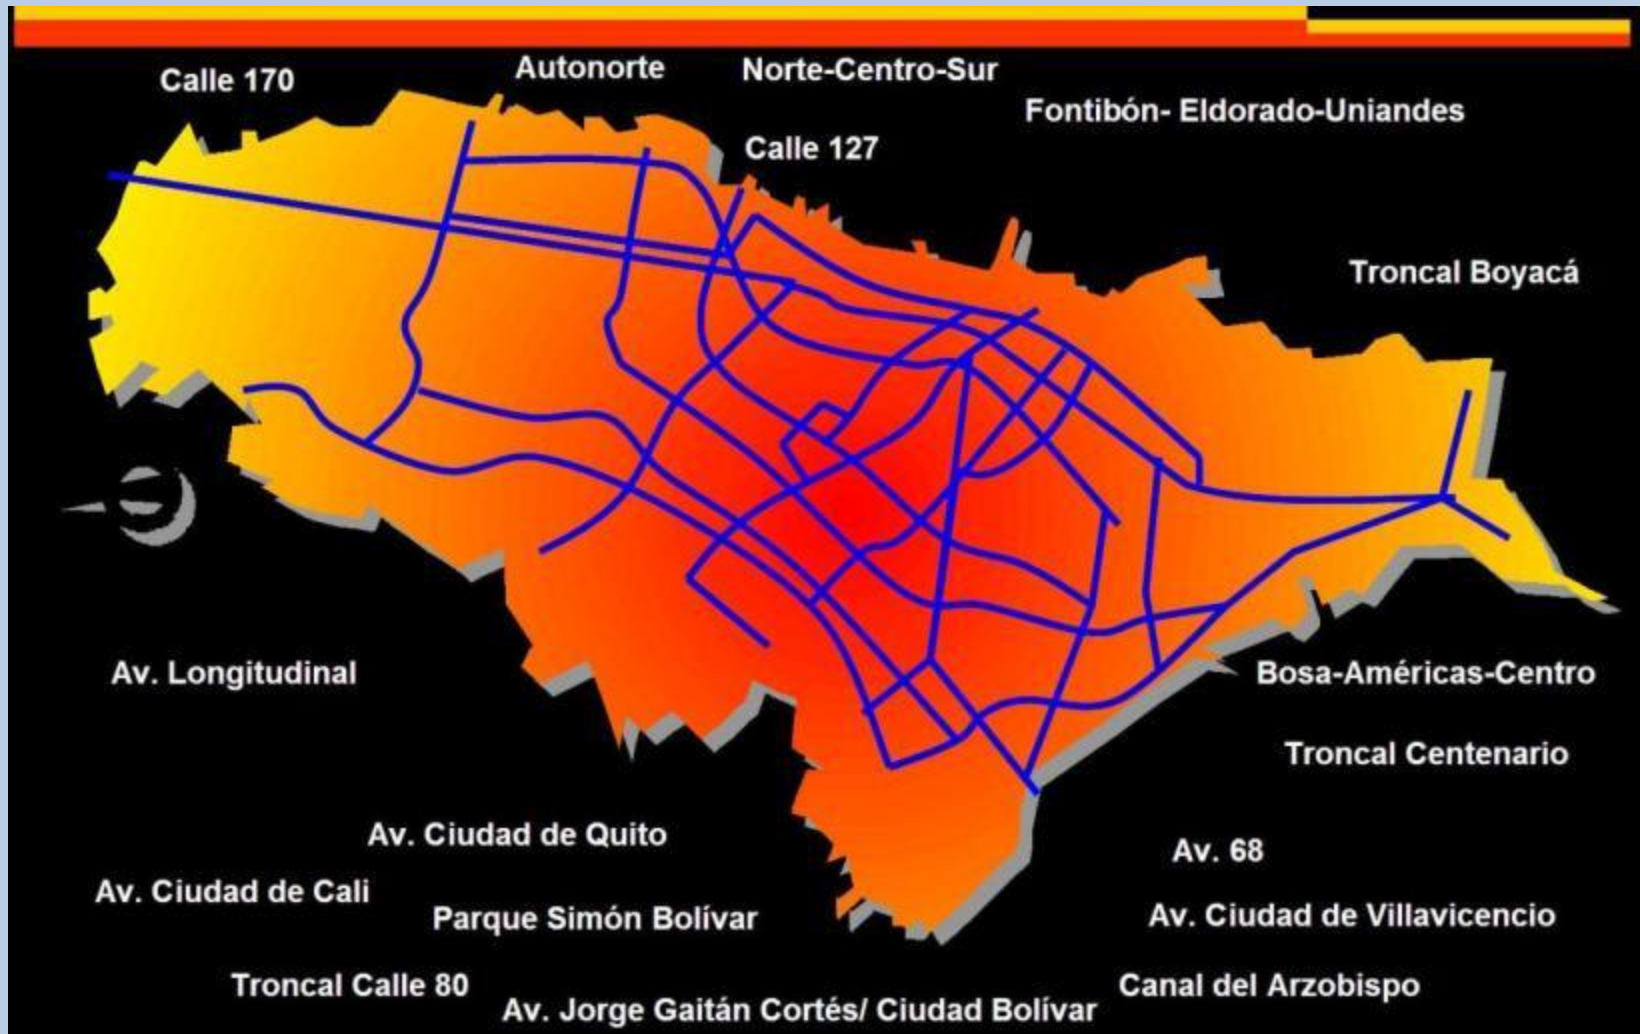 Calle 170
Autonorte
Norte-Centro-Sur
Fontibón- Eldorado-Uniandes
Calle 127
Troncal Boyacá
Av. Longitudinal
Bosa-Américas-Centro
Troncal Centenario
Av. Ciudad de Quito
Av. 68
Av. Ciudad de Cali
Parque Simón Bolívar
Av. Ciudad de Villavicencio
Troncal Calle 80
Canal del Arzobispo
Av. Jorge Gaitán Cortés/ Ciudad Bolívar